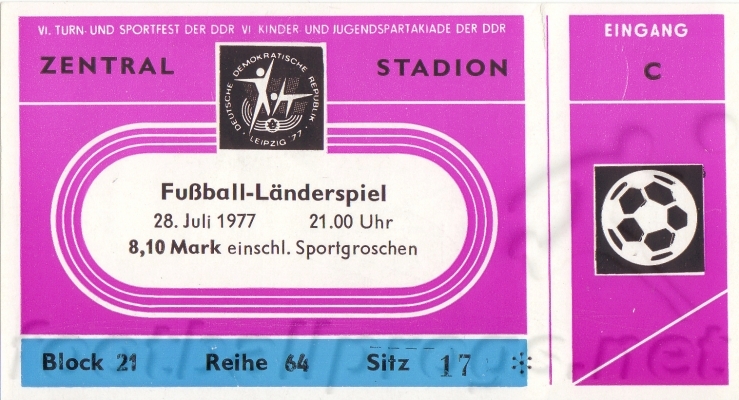 VI. TURN- UND SPORTFEST DER DDR VI KINDER UND JUGENDSPARTAKIADE DER DDR
ZENTRAL STADION
DEUTSCHE DEMOKRATISCHE REPUBLIK
· LEIPZIG '77 ·
Fußball-Länderspiel
28. Juli 1977 21.00 Uhr
8,10 Mark einschl. Sportgroschen
Block 21 Reihe 64 Sitz 17
EINGANG
C
footballprogs.net